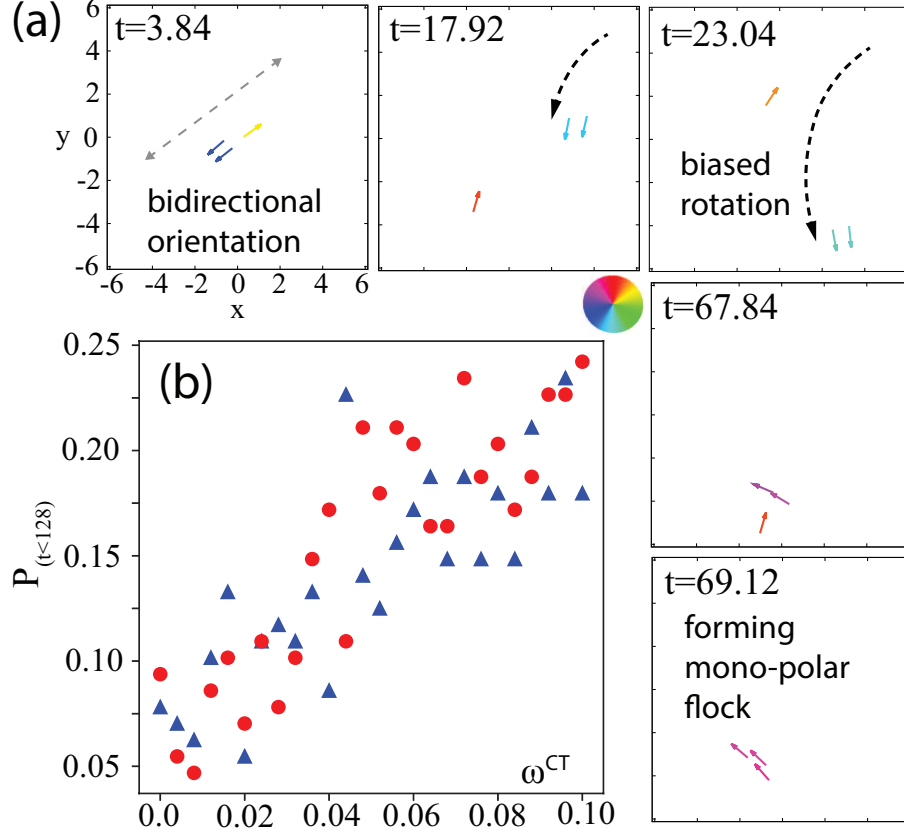 (a)
t=3.84
t=17.92
t=23.04
6
4
2
0
-2
-4
-6
y
bidirectional
orientation
biased
rotation
-6 -4 -2 0 2 4 6
x
t=67.84
(b)
0.25
0.20
0.15
0.10
0.05
P(t<128)
0.0 0.02 0.04 0.06 0.08 0.10
ωCT
t=69.12
forming
mono-polar
flock